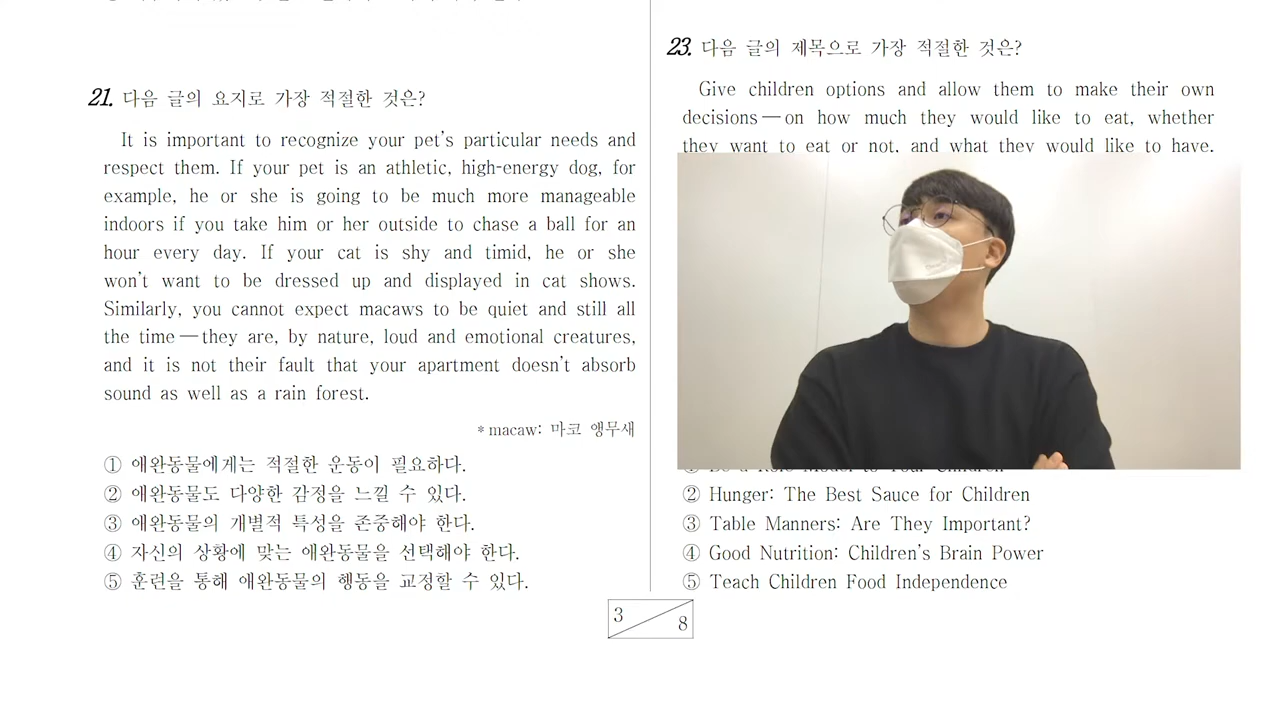 21. 다음 글의 요지로 가장 적절한 것은?
It is important to recognize your pet's particular needs and
respect them. If your pet is an athletic, high-energy dog, for
example, he or she is going to be much more manageable
indoors if you take him or her outside to chase a ball for an
hour every day. If your cat is shy and timid, he or she
won't want to be dressed up and displayed in cat shows.
Similarly, you cannot expect macaws to be quiet and still all
the time — they are, by nature, loud and emotional creatures,
and it is not their fault that your apartment doesn't absorb
sound as well as a rain forest.
* macaw: 마코 앵무새
① 애완동물에게는 적절한 운동이 필요하다.
② 애완동물도 다양한 감정을 느낄 수 있다.
③ 애완동물의 개별적 특성을 존중해야 한다.
④ 자신의 상황에 맞는 애완동물을 선택해야 한다.
⑤ 훈련을 통해 애완동물의 행동을 교정할 수 있다.
23. 다음 글의 제목으로 가장 적절한 것은?
Give children options and allow them to make their own
decisions — on how much they would like to eat, whether
they want to eat or not, and what they would like to have.
① Be a Role Model to Your Children
② Hunger: The Best Sauce for Children
③ Table Manners: Are They Important?
④ Good Nutrition: Children's Brain Power
⑤ Teach Children Food Independence
3
8